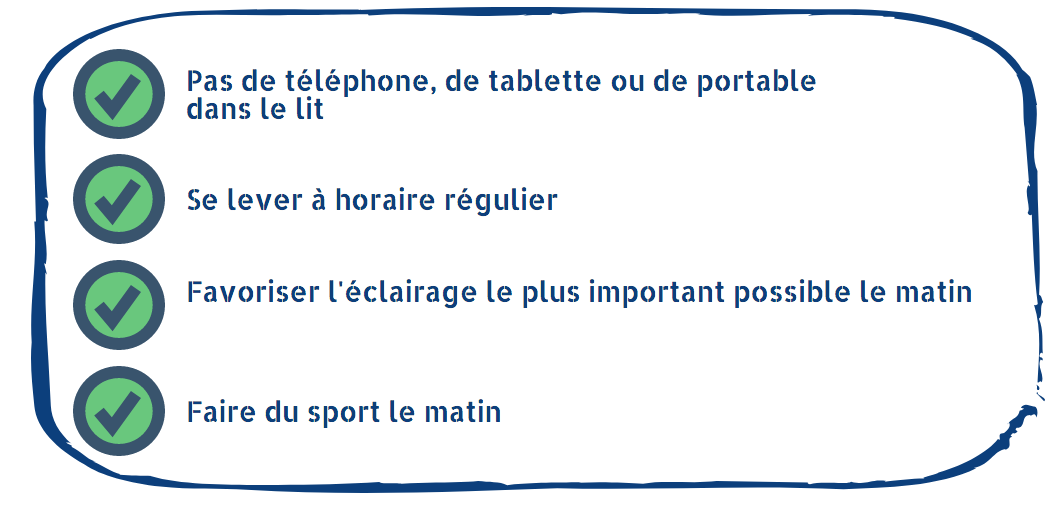 Pas de téléphone, de tablette ou de portable
dans le lit
Se lever à horaire régulier
Favoriser l'éclairage le plus important possible le matin
Faire du sport le matin